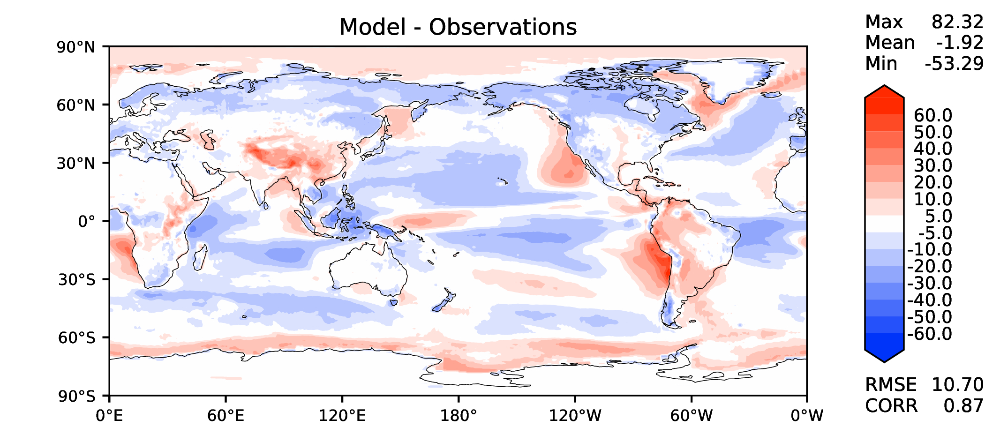 Model - Observations
Max 82.32
Mean -1.92
Min -53.29
90°N
60°N
30°N
0°
30°S
60°S
90°S
0°E 60°E 120°E 180° 120°W 60°W 0°W
60.0
50.0
40.0
30.0
20.0
10.0
5.0
-5.0
-10.0
-20.0
-30.0
-40.0
-50.0
-60.0
RMSE 10.70
CORR 0.87